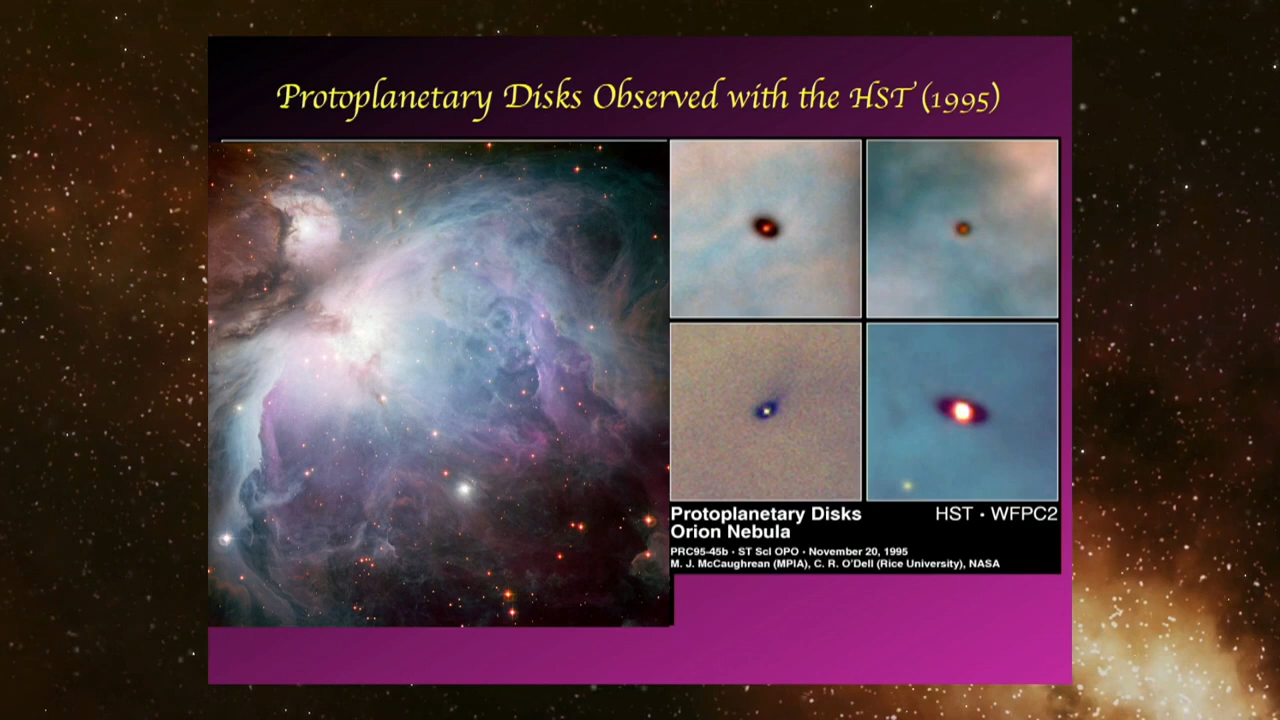 Protoplanetary Disks Observed with the HST (1995)
Protoplanetary Disks HST · WFPC2
Orion Nebula
PRC95-45b · ST ScI OPO · November 20, 1995
M. J. McCaughrean (MPIA), C. R. O'Dell (Rice University), NASA